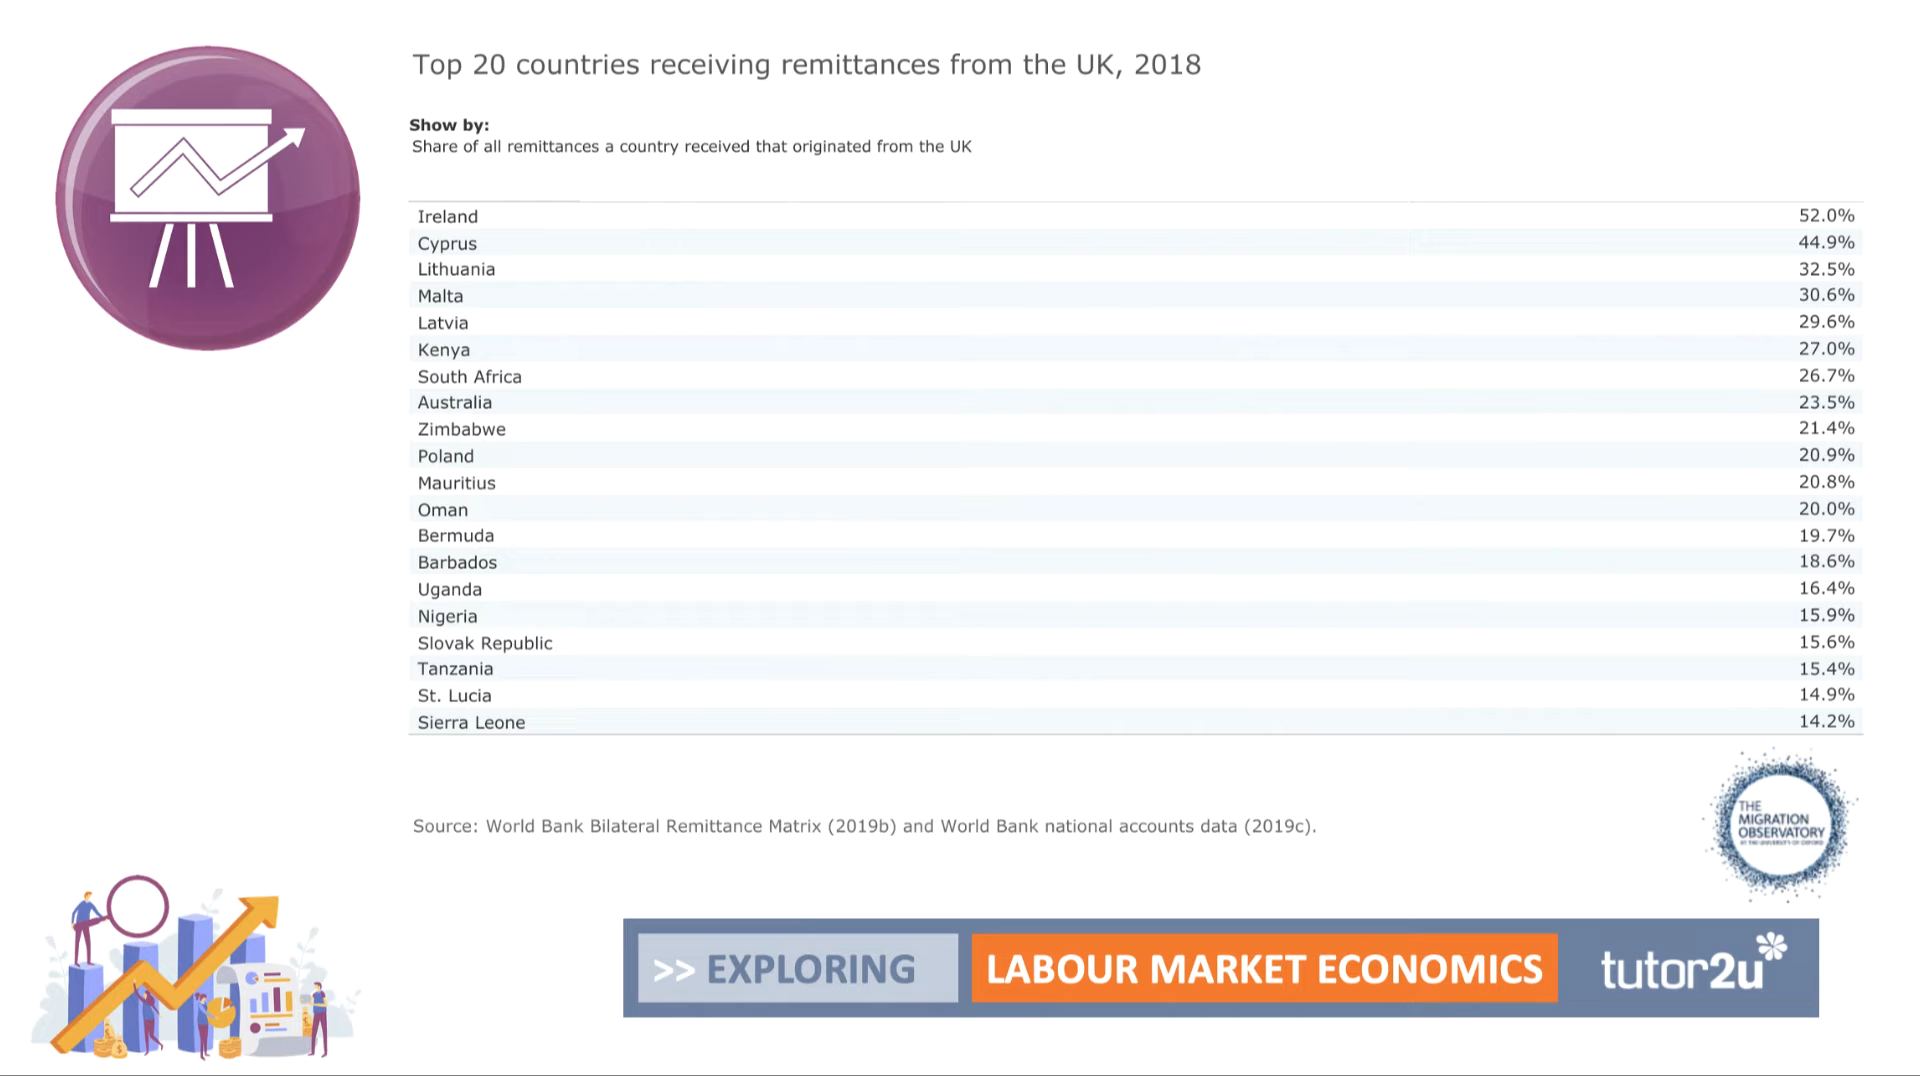 Top 20 countries receiving remittances from the UK, 2018
Show by:
Share of all remittances a country received that originated from the UK
Ireland 52.0%
Cyprus 44.9%
Lithuania 32.5%
Malta 30.6%
Latvia 29.6%
Kenya 27.0%
South Africa 26.7%
Australia 23.5%
Zimbabwe 21.4%
Poland 20.9%
Mauritius 20.8%
Oman 20.0%
Bermuda 19.7%
Barbados 18.6%
Uganda 16.4%
Nigeria 15.9%
Slovak Republic 15.6%
Tanzania 15.4%
St. Lucia 14.9%
Sierra Leone 14.2%
THE
MIGRATION
OBSERVATORY
AT THE UNIVERSITY OF OXFORD
Source: World Bank Bilateral Remittance Matrix (2019b) and World Bank national accounts data (2019c).
>> EXPLORING LABOUR MARKET ECONOMICS tutor2u